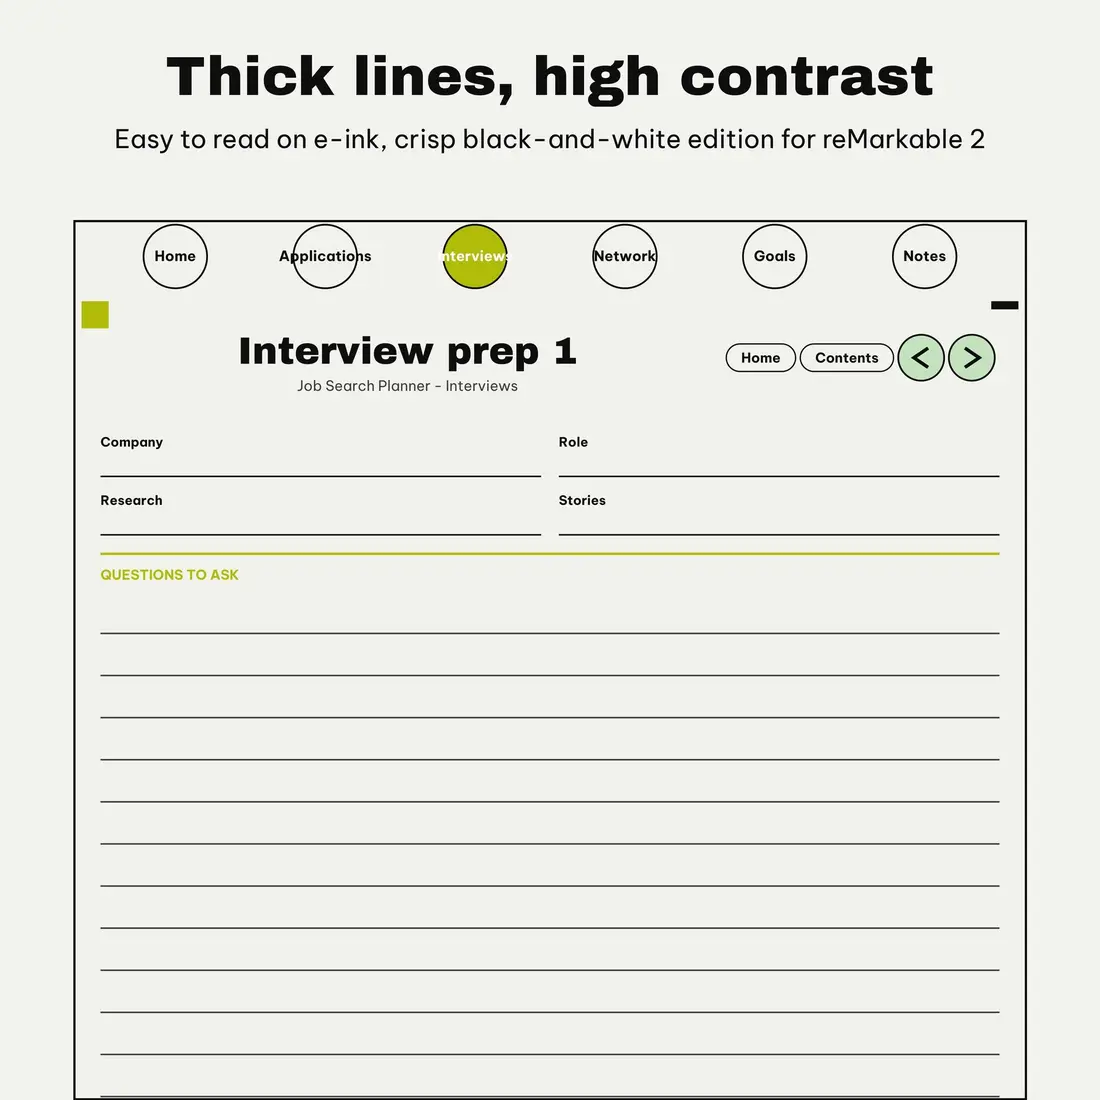 Thick lines, high contrast
Easy to read on e-ink, crisp black-and-white edition for reMarkable 2
Home Applications Interviews Network Goals Notes
Interview prep 1
Home Contents
Job Search Planner - Interviews
Company Role
Research Stories
QUESTIONS TO ASK